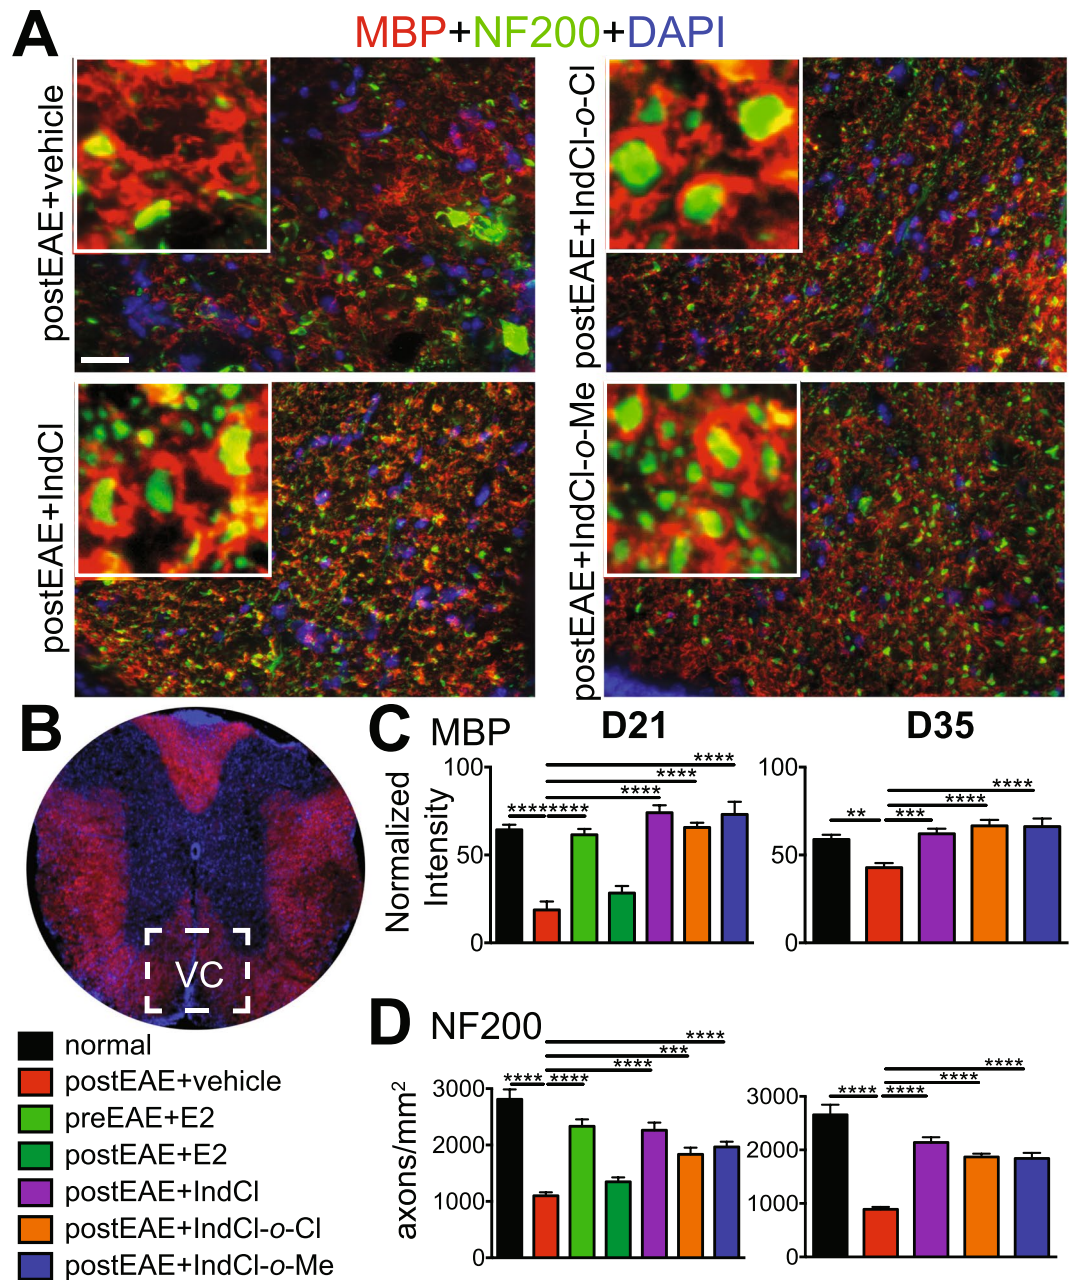 A
MBP+NF200+DAPI
postEAE+vehicle
postEAE+IndCl-o-Cl
postEAE+IndCl
postEAE+IndCl-o-Me
B
VC
normal
postEAE+vehicle
preEAE+E2
postEAE+E2
postEAE+IndCl
postEAE+IndCl-o-Cl
postEAE+IndCl-o-Me
C
MBP
D21
D35
Normalized
Intensity
100
50
0
****
****
****
****
********
100
50
0
****
****
** ***
D
NF200
axons/mm2
3000
2000
1000
0
****
***
****
**** ****
3000
2000
1000
0
****
****
**** ****